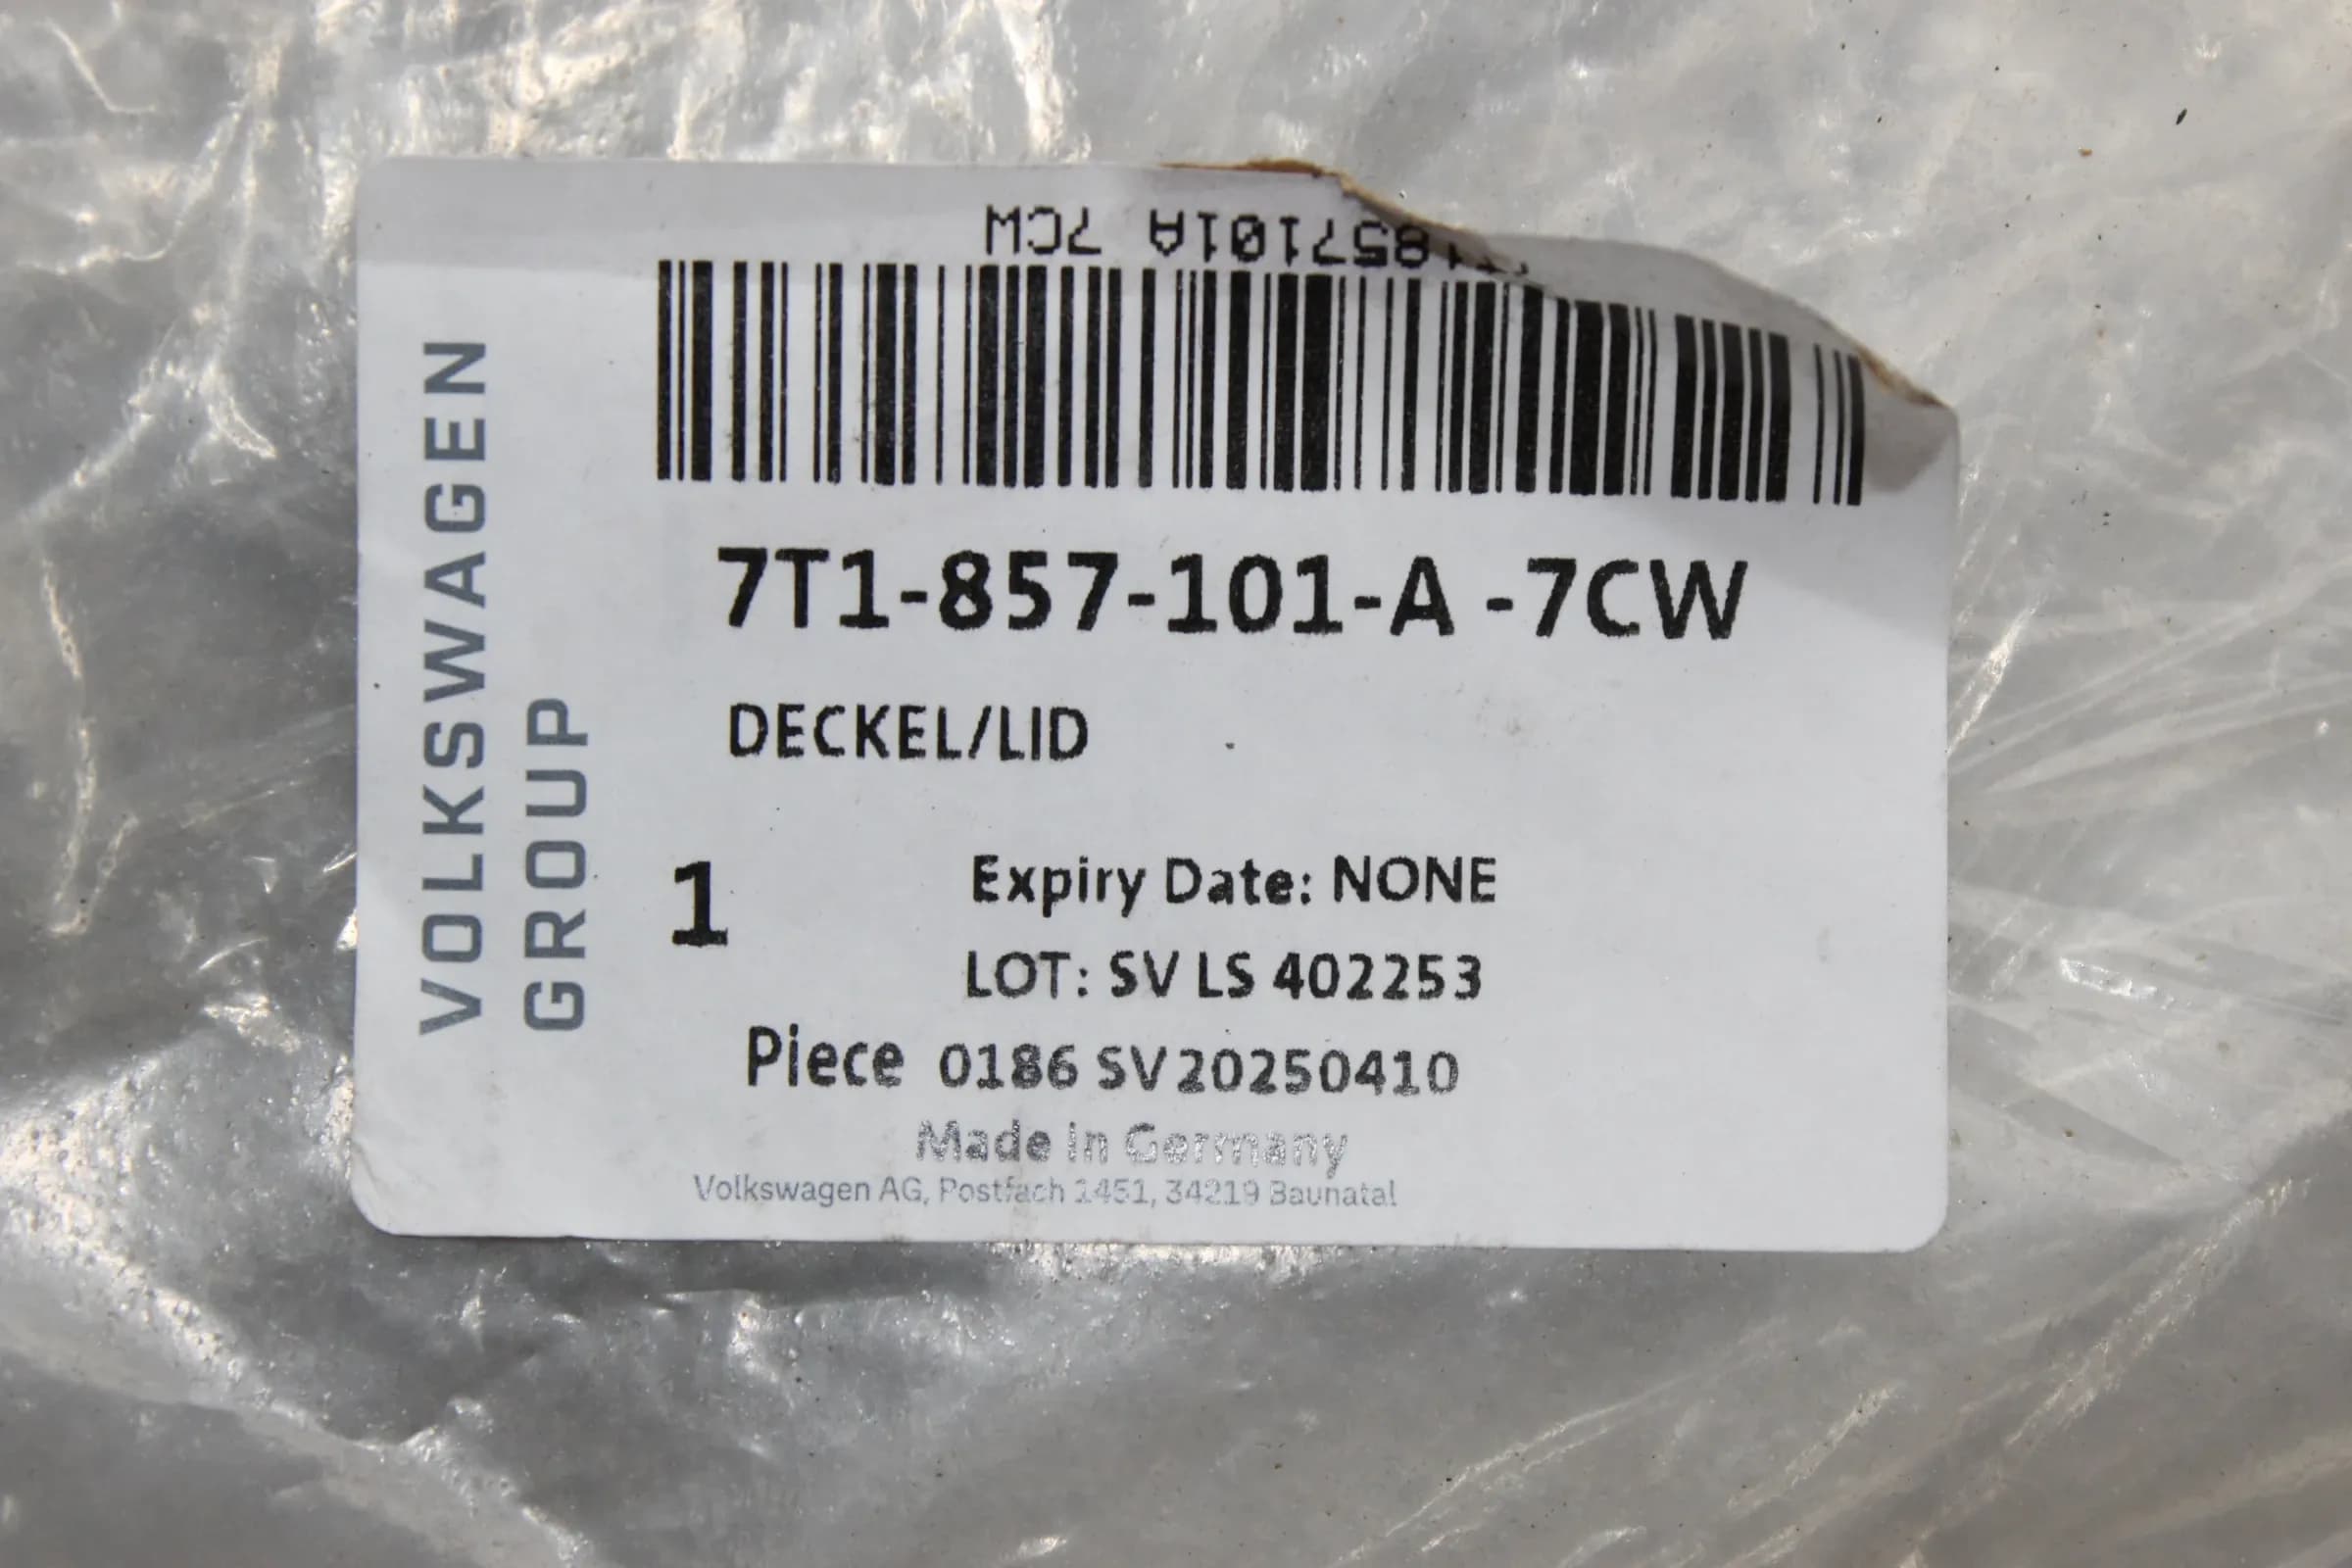 7T1857101A 7CW
VOLKSWAGEN
GROUP
7T1-857-101-A -7CW
DECKEL/LID
1
Expiry Date: NONE
LOT: SV LS 402253
Piece 0186 SV20250410
Made in Germany
Volkswagen AG, Postfach 1451, 34219 Baunatal